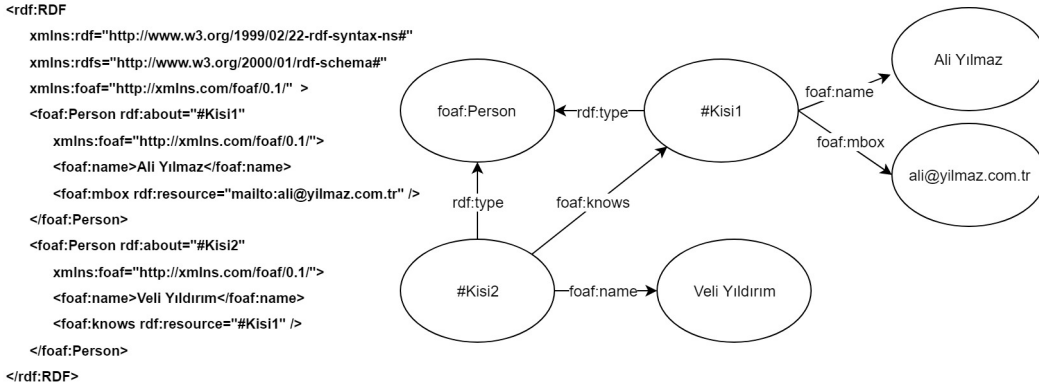 <rdf:RDF
xmlns:rdf="http://www.w3.org/1999/02/22-rdf-syntax-ns#"
xmlns:rdfs="http://www.w3.org/2000/01/rdf-schema#"
xmlns:foaf="http://xmlns.com/foaf/0.1/" >
<foaf:Person rdf:about="#Kisi1"
xmlns:foaf="http://xmlns.com/foaf/0.1/">
<foaf:name>Ali Yılmaz</foaf:name>
<foaf:mbox rdf:resource="mailto:ali@yilmaz.com.tr" />
</foaf:Person>
<foaf:Person rdf:about="#Kisi2"
xmlns:foaf="http://xmlns.com/foaf/0.1/">
<foaf:name>Veli Yıldırım</foaf:name>
<foaf:knows rdf:resource="#Kisi1" />
</foaf:Person>
</rdf:RDF>
Ali Yılmaz
foaf:name
foaf:Person
rdf:type
#Kisi1
foaf:mbox
ali@yilmaz.com.tr
rdf:type
foaf:knows
#Kisi2
foaf:name
Veli Yıldırım